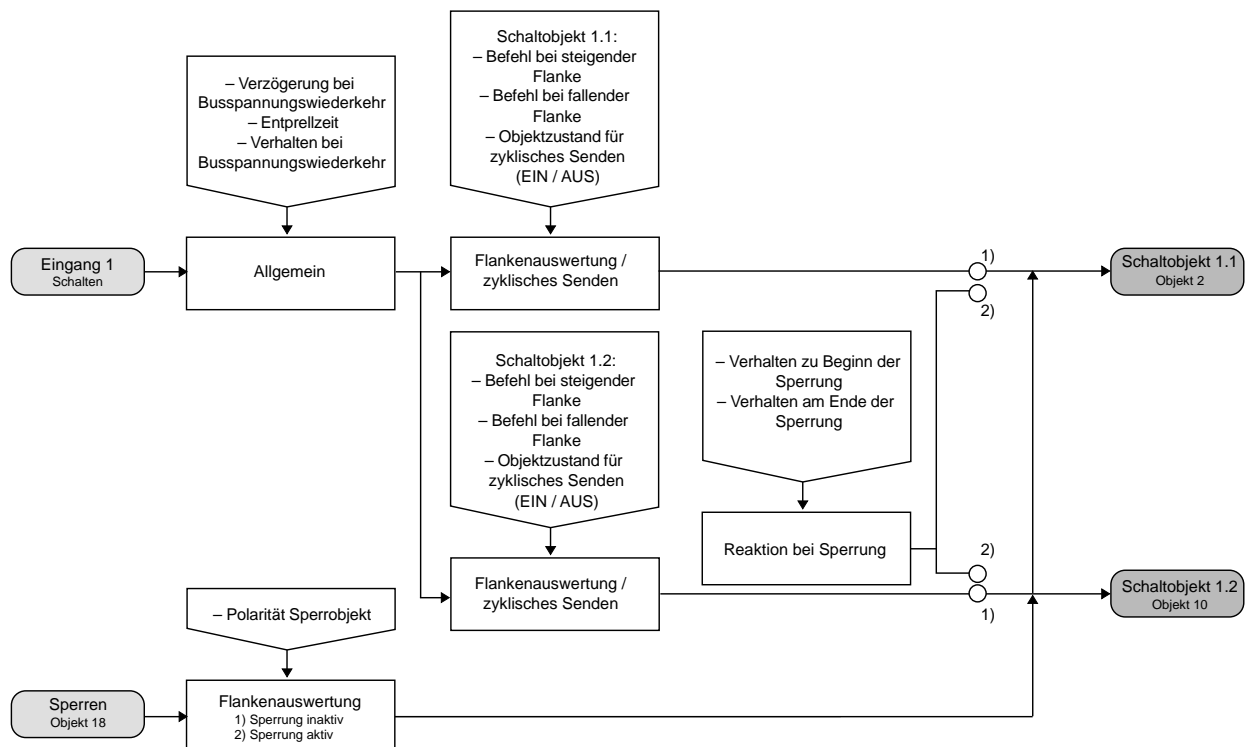 – Verzögerung bei
Busspannungswiederkehr
– Entprellzeit
– Verhalten bei
Busspannungswiederkehr
Schaltobjekt 1.1:
– Befehl bei steigender
Flanke
– Befehl bei fallender
Flanke
– Objektzustand für
zyklisches Senden
(EIN / AUS)
Eingang 1
Schalten
Allgemein
Flankenauswertung /
zyklisches Senden
1)
2)
Schaltobjekt 1.1
Objekt 2
Schaltobjekt 1.2:
– Befehl bei steigender
Flanke
– Befehl bei fallender
Flanke
– Objektzustand für
zyklisches Senden
(EIN / AUS)
– Verhalten zu Beginn der
Sperrung
– Verhalten am Ende der
Sperrung
Reaktion bei Sperrung
Flankenauswertung /
zyklisches Senden
2)
1)
Schaltobjekt 1.2
Objekt 10
– Polarität Sperrobjekt
Sperren
Objekt 18
Flankenauswertung
1) Sperrung inaktiv
2) Sperrung aktiv